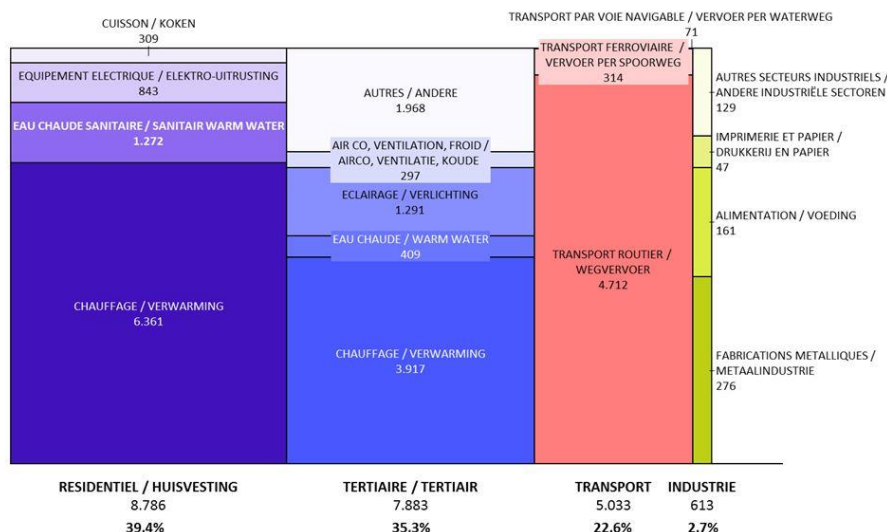 CUISSON / KOKEN
309
EQUIPEMENT ELECTRIQUE / ELEKTRO-UITRUSTING
843
EAU CHAUDE SANITAIRE / SANITAIR WARM WATER
1.272
CHAUFFAGE / VERWARMING
6.361
AUTRES / ANDERE
1.968
AIR CO, VENTILATION, FROID /
AIRCO, VENTILATIE, KOUDE
297
ECLAIRAGE / VERLICHTING
1.291
EAU CHAUDE / WARM WATER
409
CHAUFFAGE / VERWARMING
3.917
TRANSPORT PAR VOIE NAVIGABLE / VERVOER PER WATERWEG
71
TRANSPORT FERROVIAIRE /
VERVOER PER SPOORWEG
314
TRANSPORT ROUTIER /
WEGVERVOER
4.712
AUTRES SECTEURS INDUSTRIELS /
ANDERE INDUSTRIËLE SECTOREN
129
IMPRIMERIE ET PAPIER /
DRUKKERIJ EN PAPIER
47
ALIMENTATION / VOEDING
161
FABRICATIONS METALLIQUES /
METAALINDUSTRIE
276
RESIDENTIEL / HUISVESTING
8.786
39.4%
TERTIAIRE / TERTIAIR
7.883
35.3%
TRANSPORT
5.033
22.6%
INDUSTRIE
613
2.7%